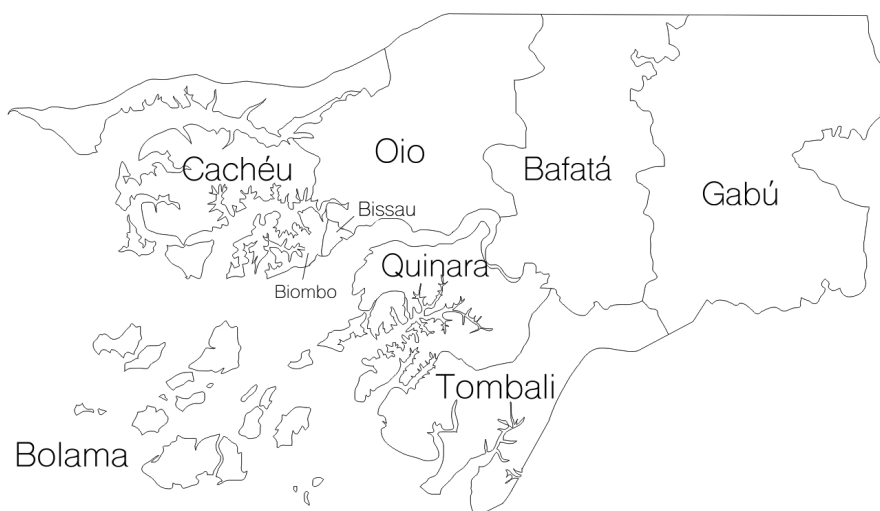 Oio
Cachéu
Bafatá
Gabú
Bissau
Quinara
Biombo
Tombali
Bolama